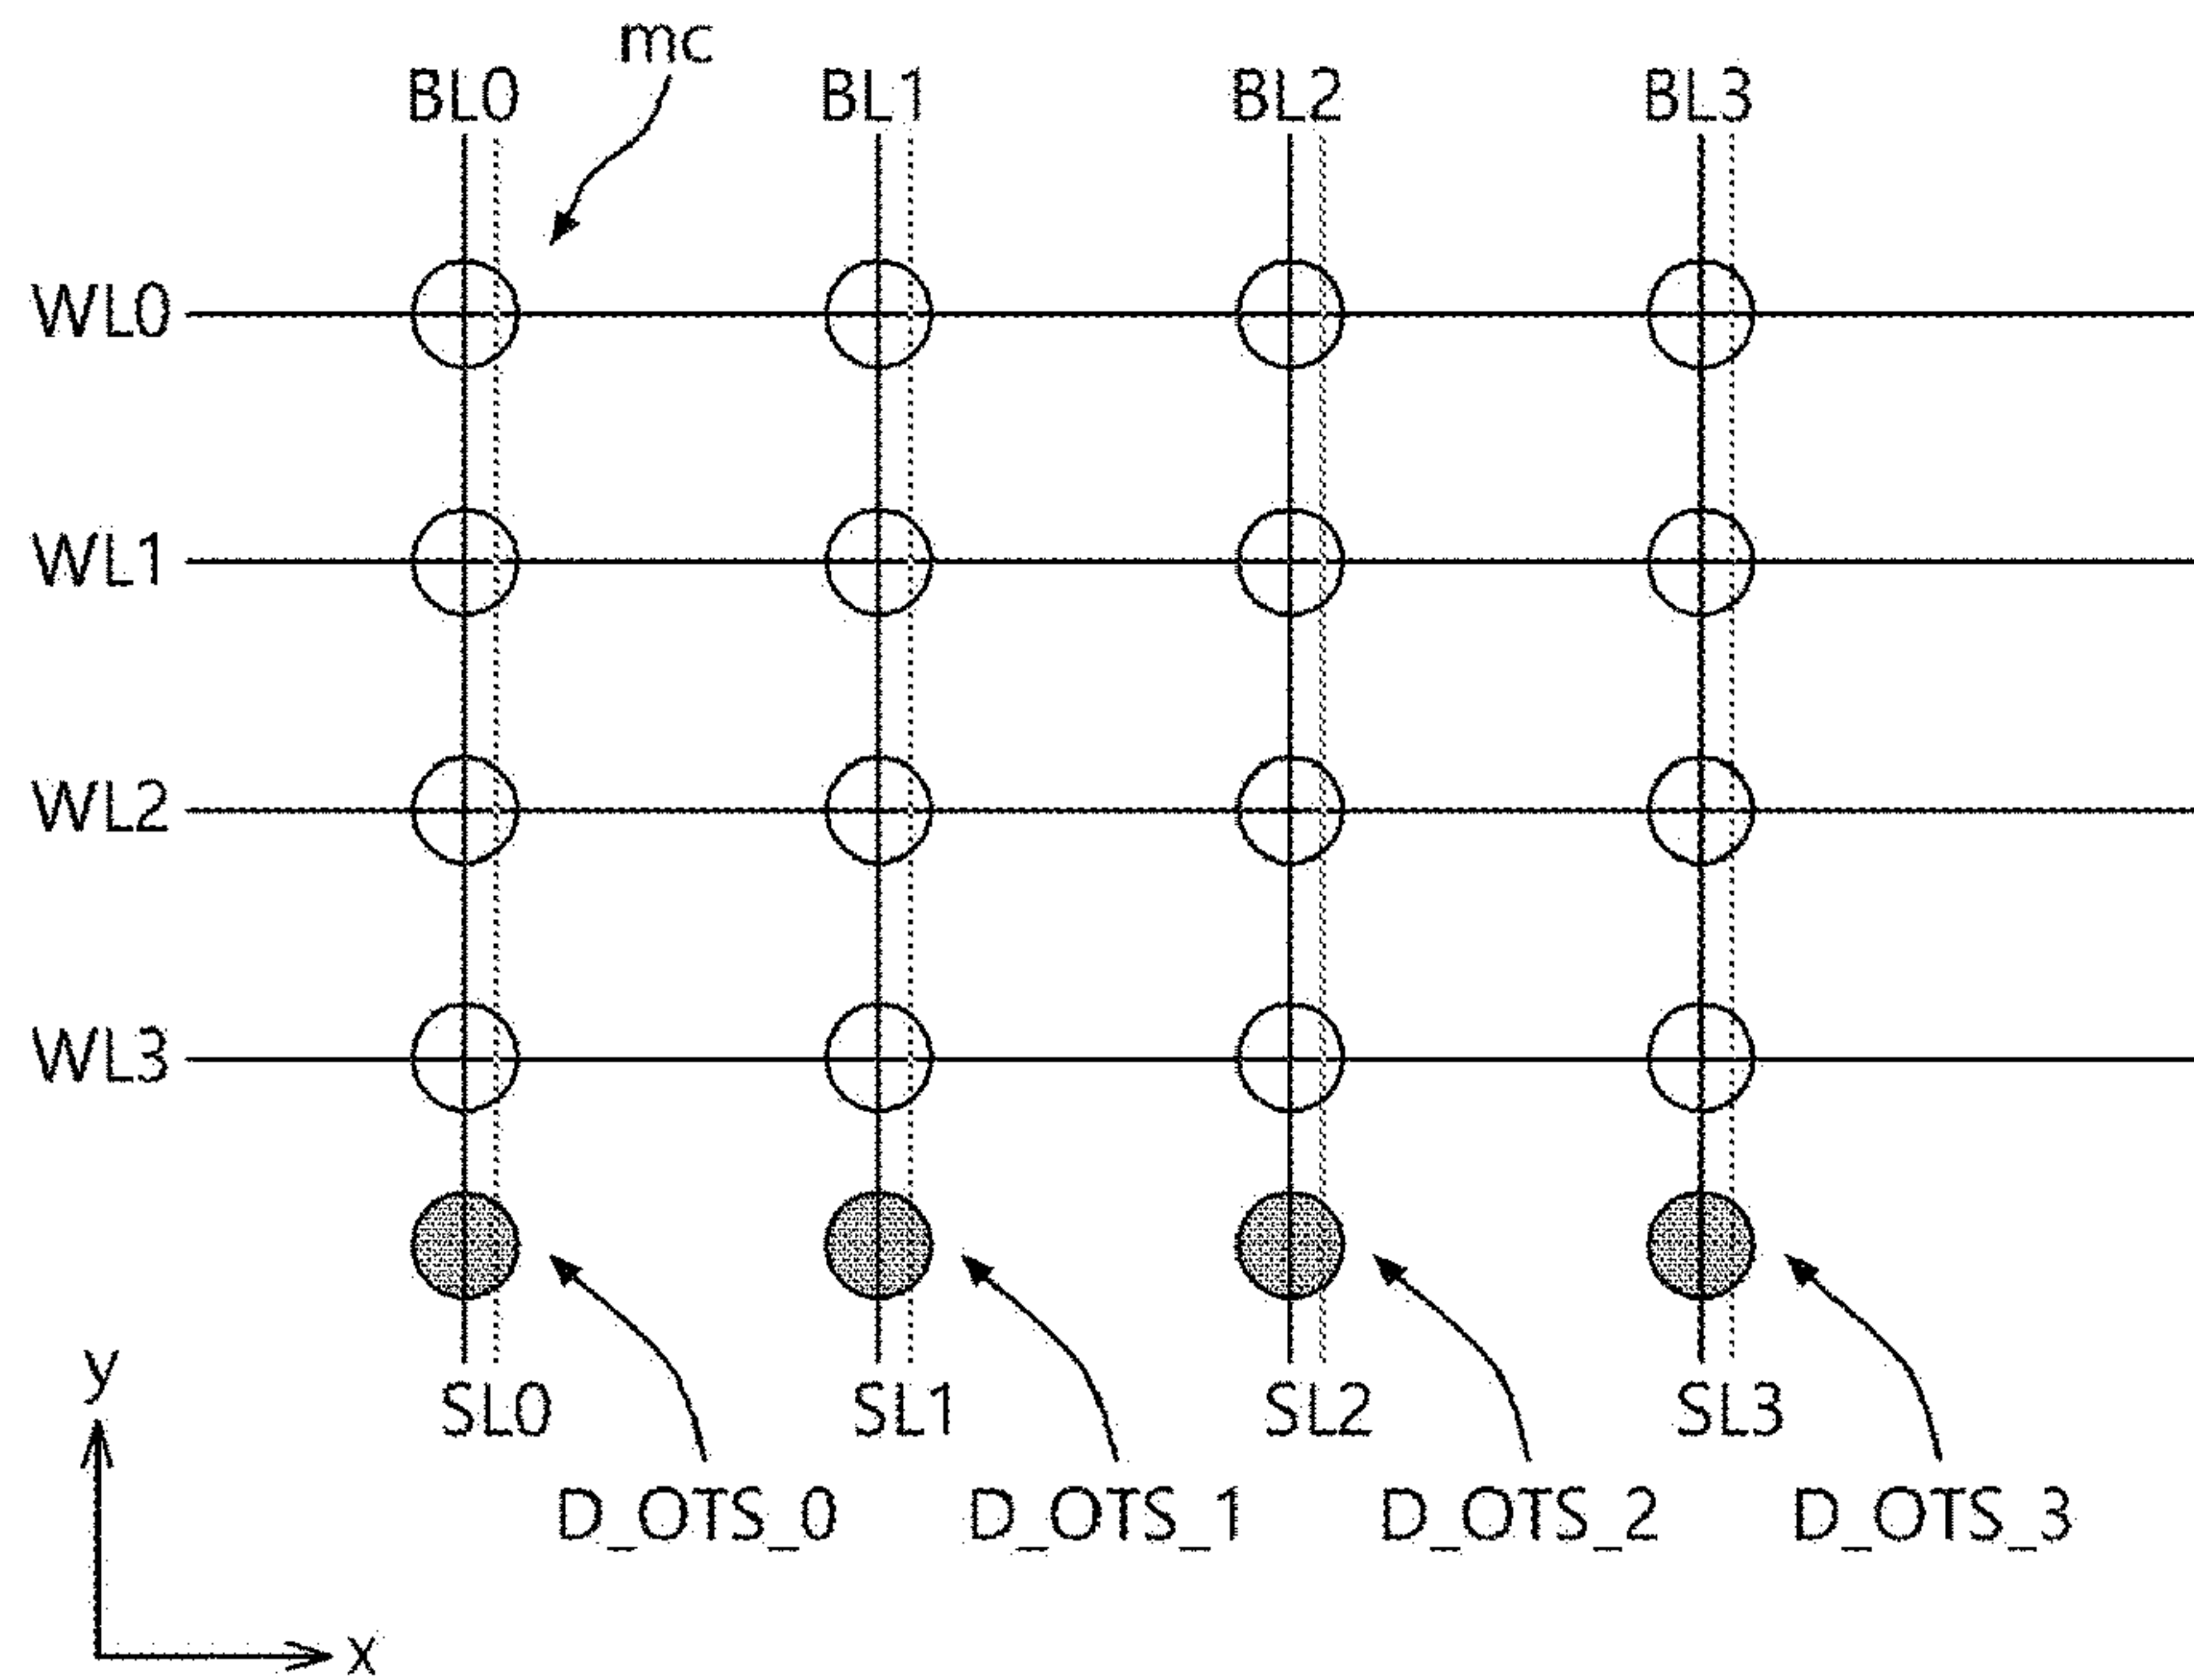 mc
BL0 BL1 BL2 BL3
WL0
WL1
WL2
WL3
y
SL0 SL1 SL2 SL3
D_OTS_0 D_OTS_1 D_OTS_2 D_OTS_3
x